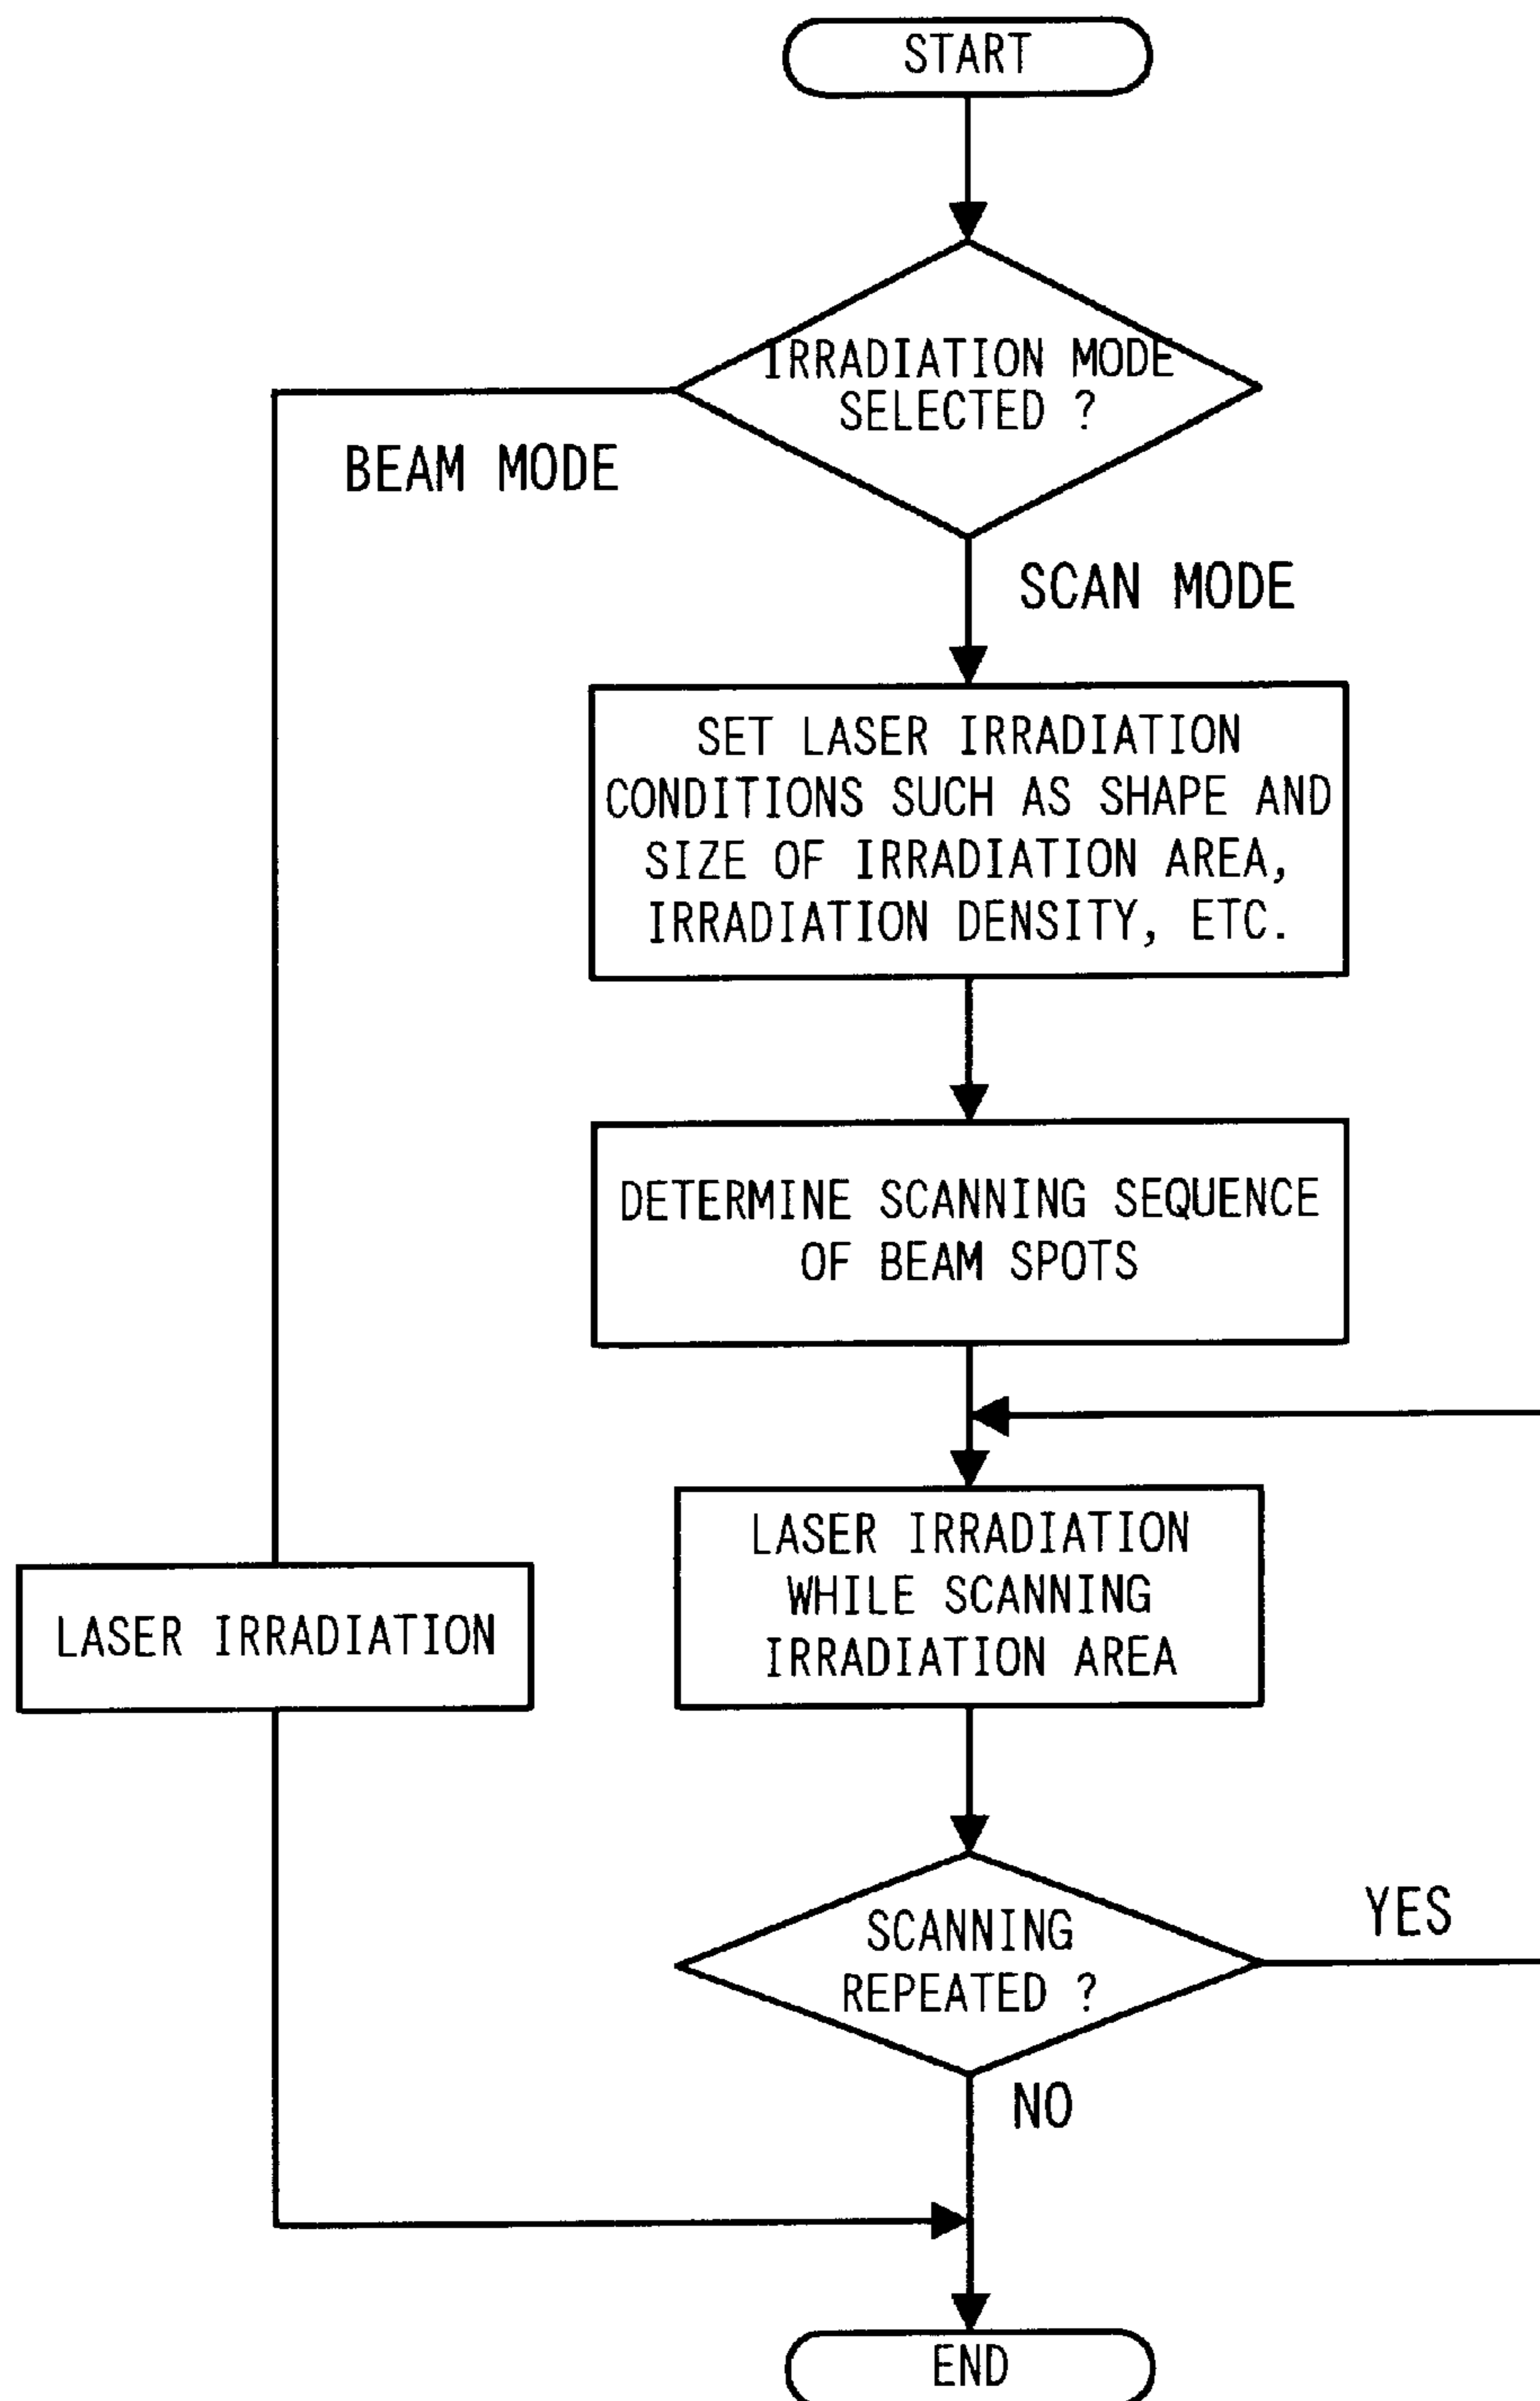 START
IRRADIATION MODE
SELECTED ?
BEAM MODE
SCAN MODE
SET LASER IRRADIATION
CONDITIONS SUCH AS SHAPE AND
SIZE OF IRRADIATION AREA,
IRRADIATION DENSITY, ETC.
DETERMINE SCANNING SEQUENCE
OF BEAM SPOTS
LASER IRRADIATION
WHILE SCANNING
IRRADIATION AREA
LASER IRRADIATION
SCANNING
REPEATED ?
YES
NO
END